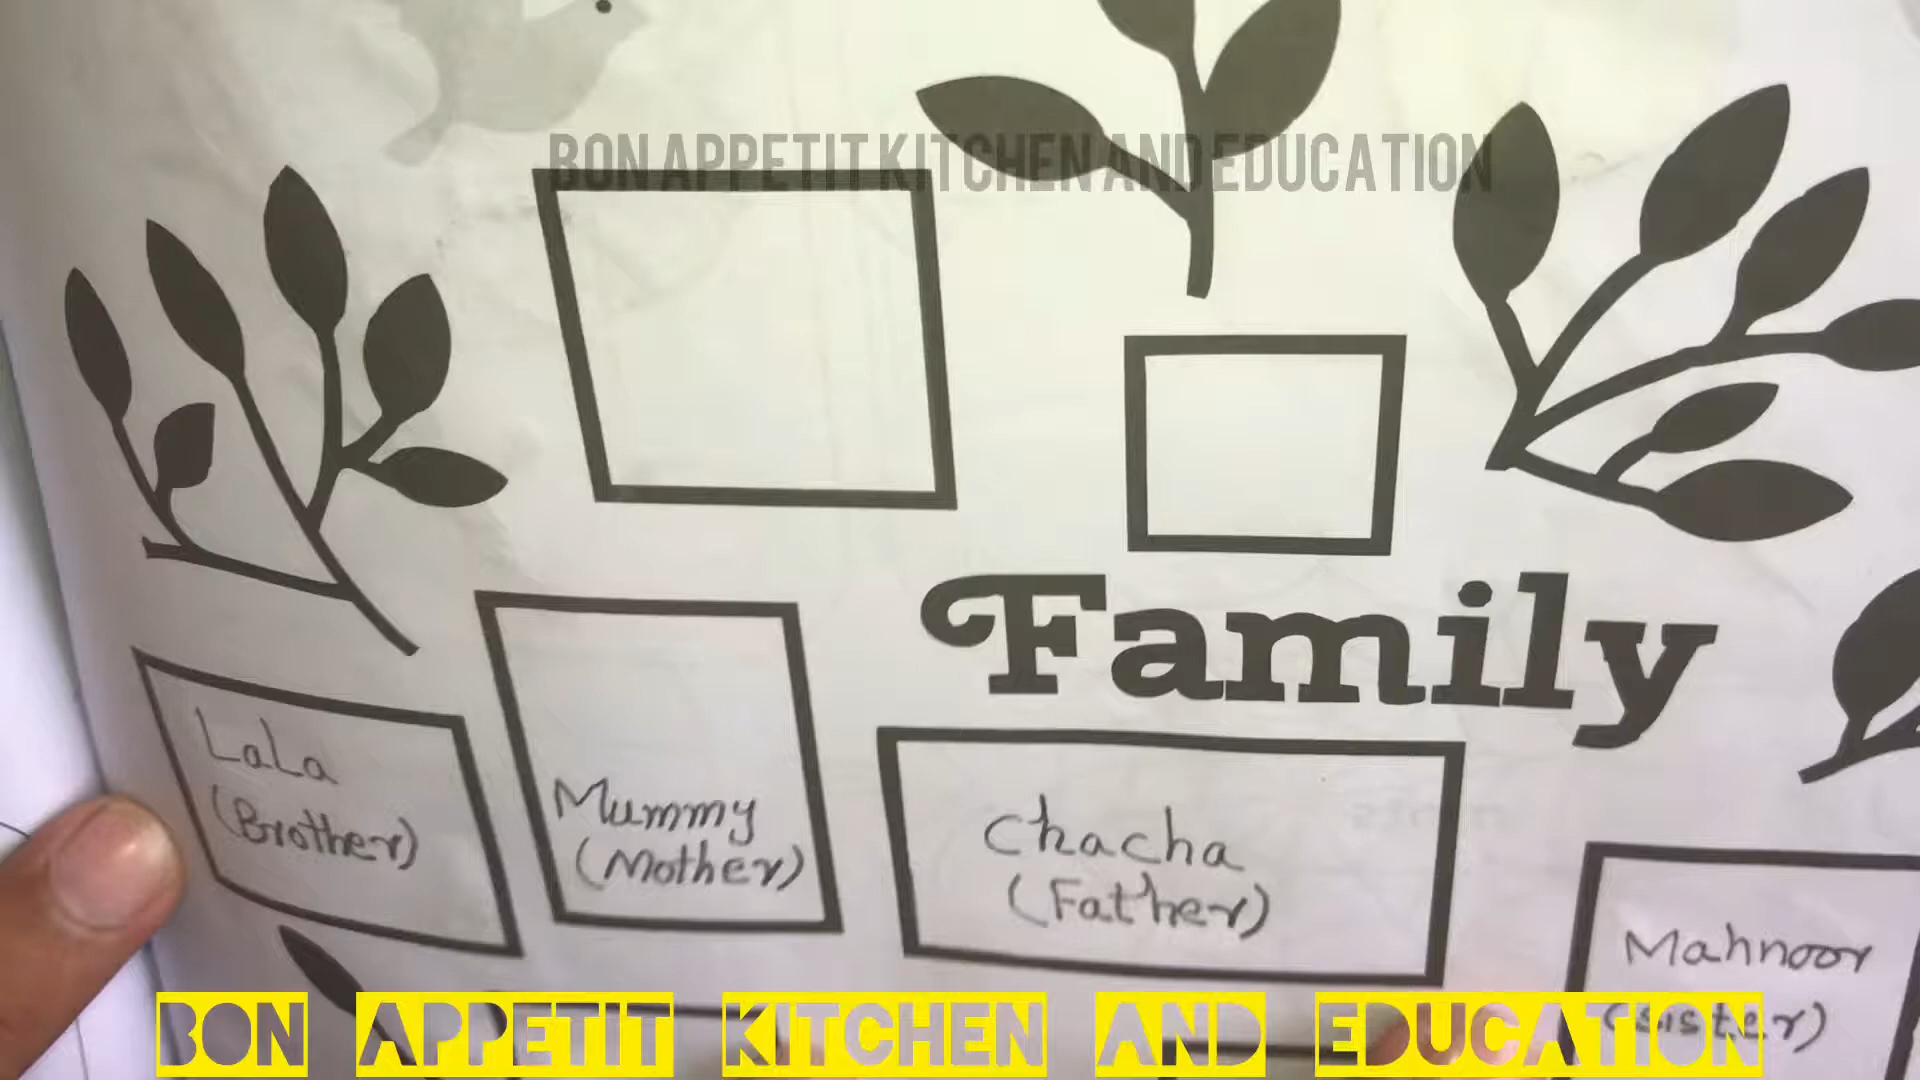 BON APPETIT KITCHEN AND EDUCATION
Family
LaLa
(Brother)
Mummy
(Mother)
Chacha
(Father)
Mahnoor
(sister)
BON APPETIT KITCHEN AND EDUCATION